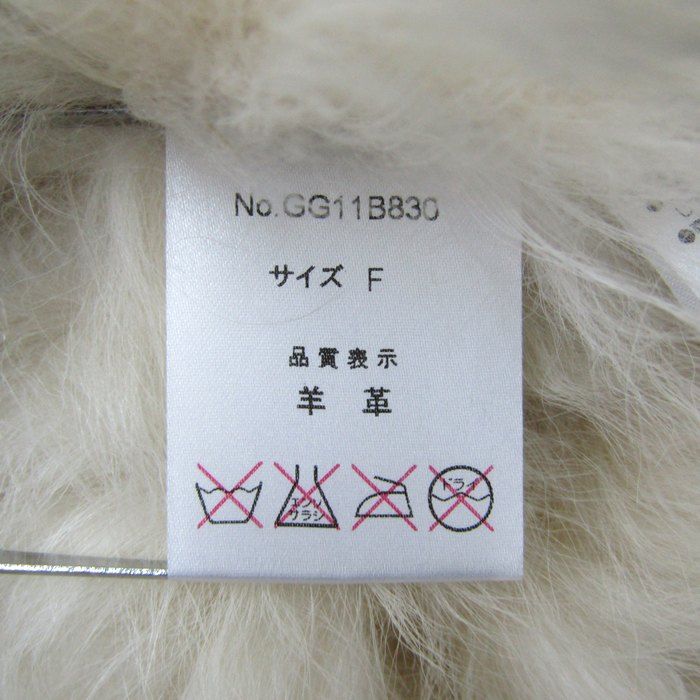 No.GG11B830
サイズ F
品質表示
羊 革
エンソ
サラシ
ドライ